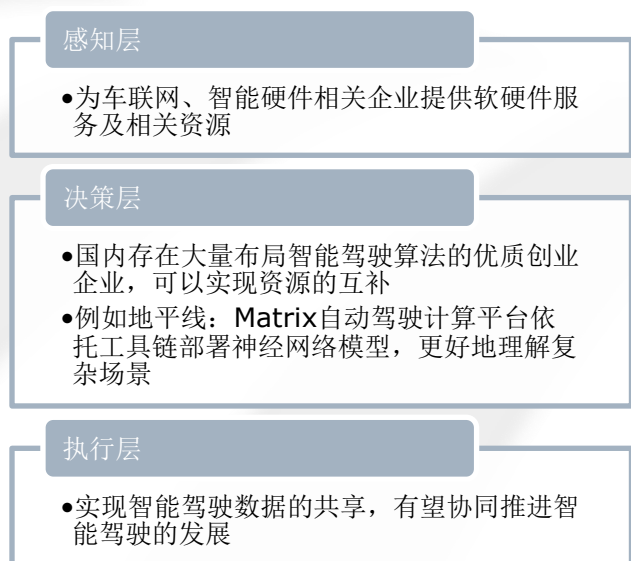 感知层
•为车联网、智能硬件相关企业提供软硬件服
务及相关资源
决策层
•国内存在大量布局智能驾驶算法的优质创业
企业，可以实现资源的互补
•例如地平线：Matrix自动驾驶计算平台依
托工具链部署神经网络模型，更好地理解复
杂场景
执行层
•实现智能驾驶数据的共享，有望协同推进智
能驾驶的发展